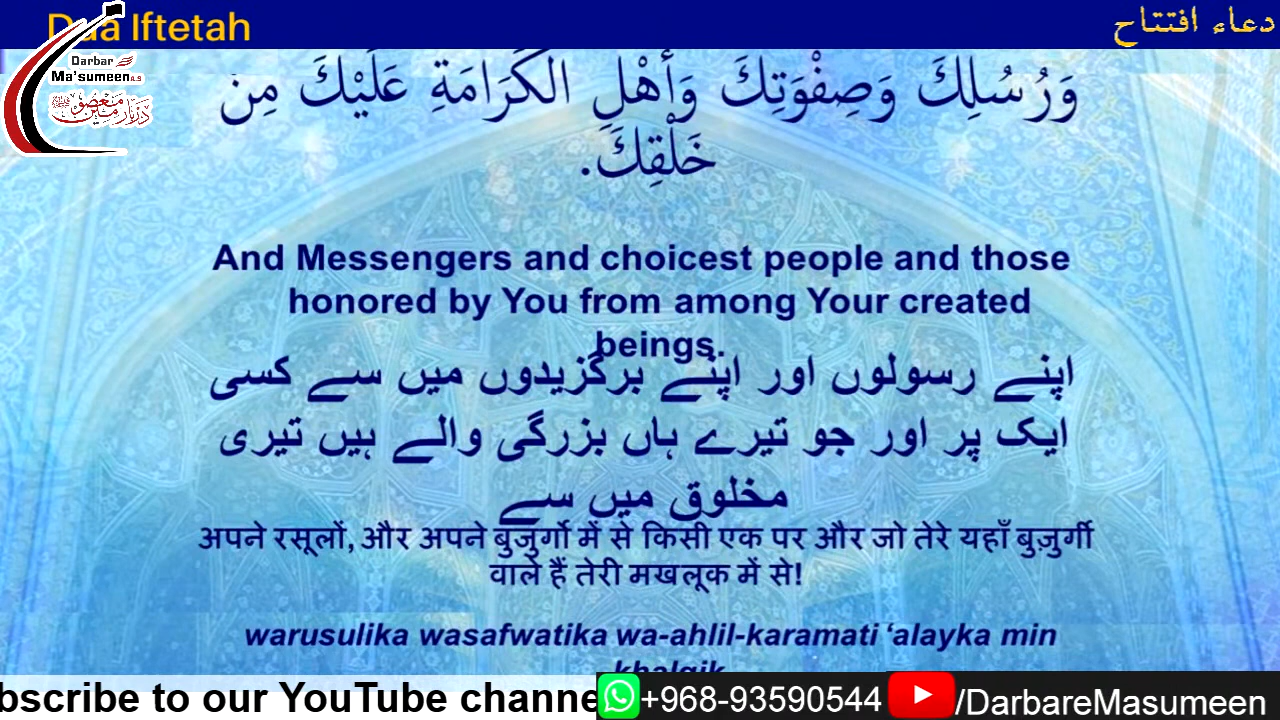 Dua Iftetah
دعاء افتتاح
Darbar
Ma'sumeen A.S
وَرُسُلِكَ وَصِفْوَتِكَ وَأَهْلِ الْكَرَامَةِ عَلَيْكَ مِنْ
خَلْقِكَ.
And Messengers and choicest people and those
honored by You from among Your created
beings.
اپنے رسولوں اور اپنے برگزیدوں میں سے کسی
ایک پر اور جو تیرے ہاں بزرگی والے ہیں تیری
مخلوق میں سے
अपने रसूलों, और अपने बुजुर्गो में से किसी एक पर और जो तेरे यहाँ बुज़ुर्गी
वाले हैं तेरी मखलूक में से!
warusulika wasafwatika wa-ahlil-karamati ‘alayka min
khalqik
bscribe to our YouTube channe
+968-93590544
/DarbareMasumeen